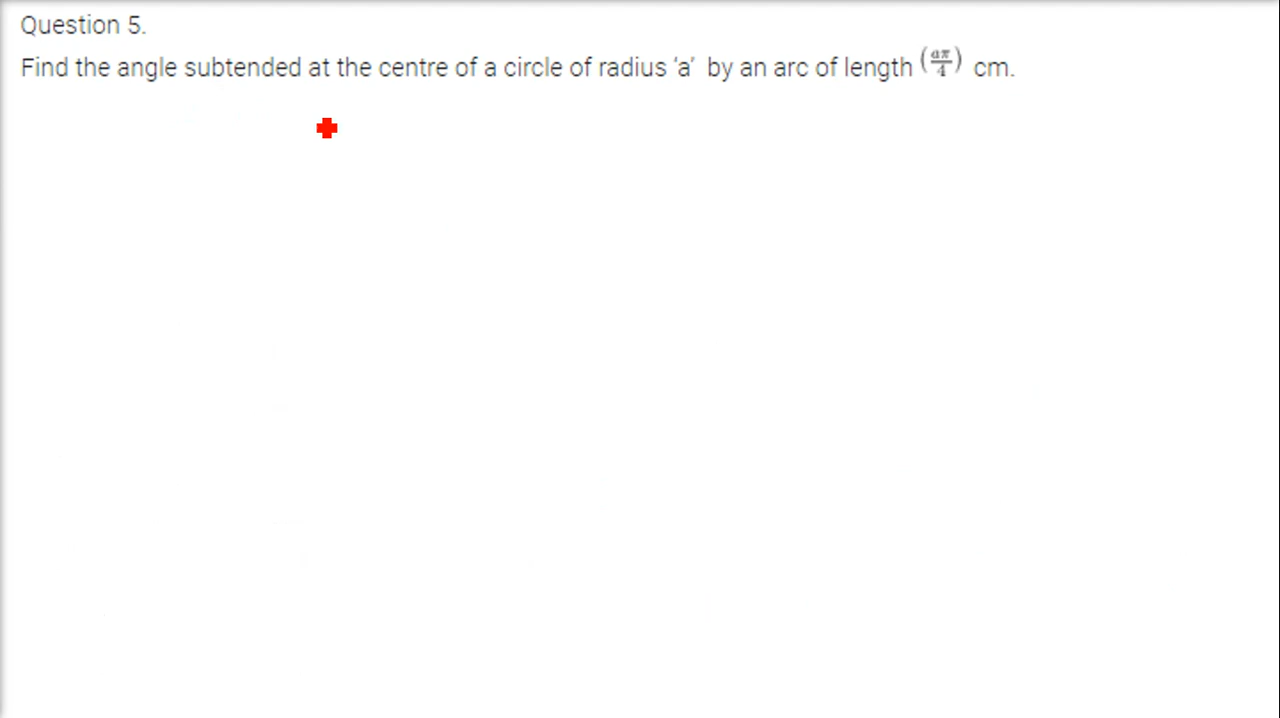 Question 5.
Find the angle subtended at the centre of a circle of radius ‘a’ by an arc of length (aπ/4) cm.